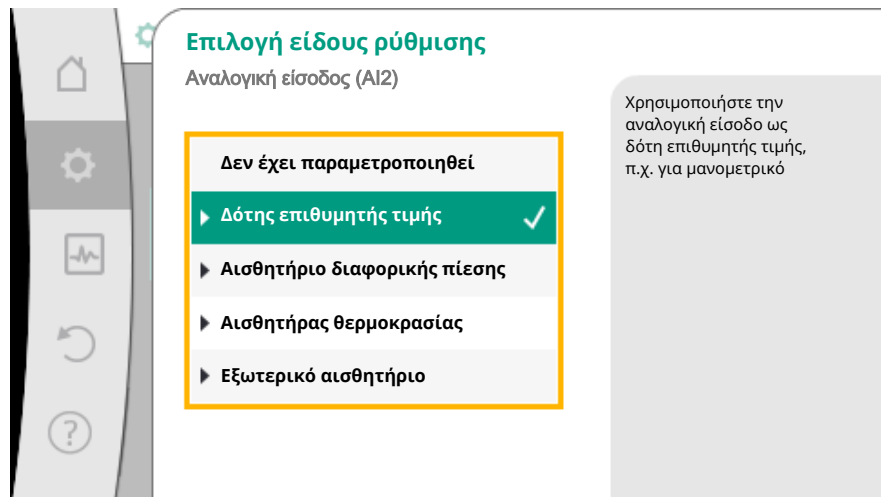 Επιλογή είδους ρύθμισης
Αναλογική είσοδος (AI2)
Δεν έχει παραμετροποιηθεί
Δότης επιθυμητής τιμής
Αισθητήριο διαφορικής πίεσης
Αισθητήρας θερμοκρασίας
Εξωτερικό αισθητήριο
Χρησιμοποιήστε την
αναλογική είσοδο ως
δότη επιθυμητής τιμής,
π.χ. για μανομετρικό